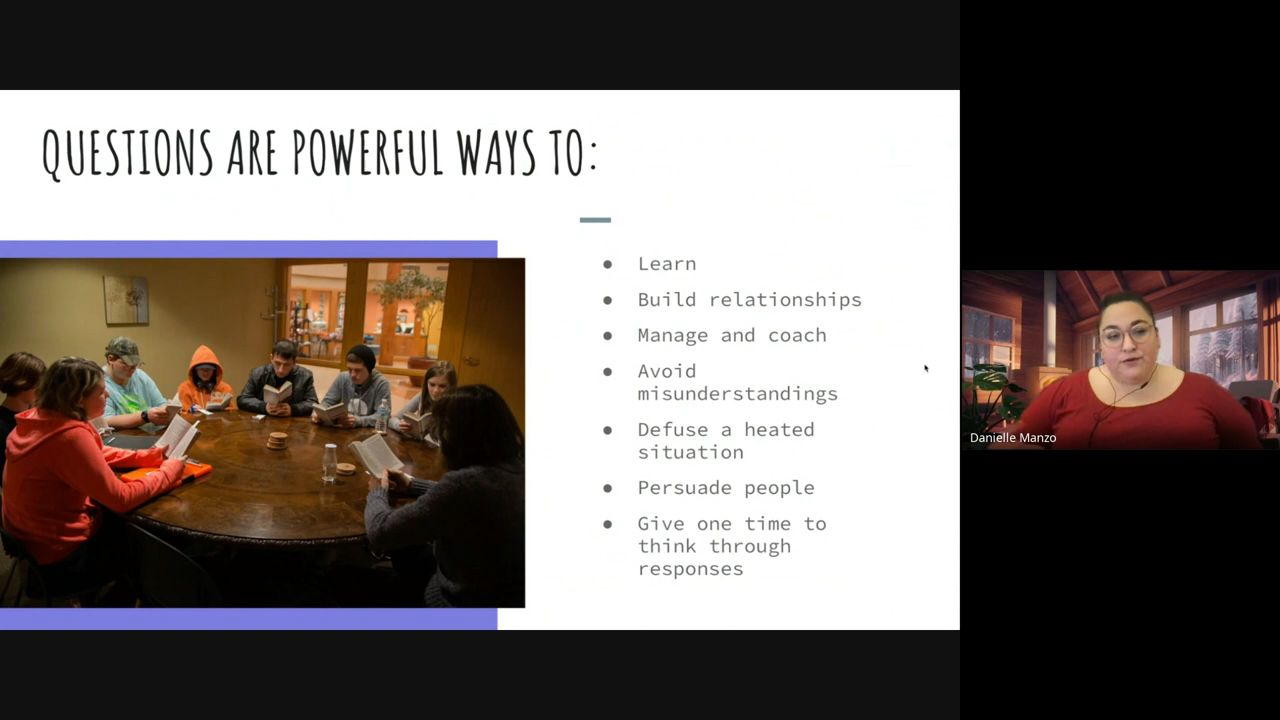 QUESTIONS ARE POWERFUL WAYS TO:
● Learn
● Build relationships
● Manage and coach
● Avoid
misunderstandings
● Defuse a heated
situation
● Persuade people
● Give one time to
think through
responses
Danielle Manzo